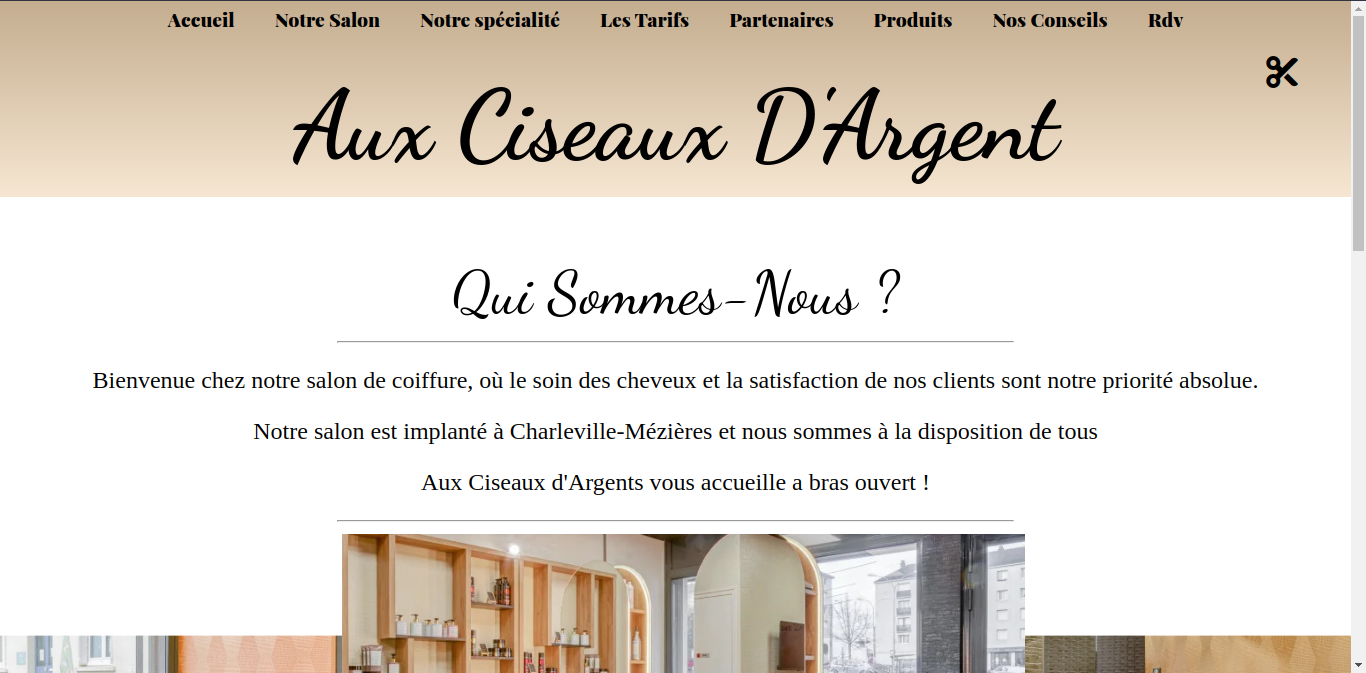 Accueil Notre Salon Notre spécialité Les Tarifs Partenaires Produits Nos Conseils Rdv
Aux Ciseaux D'Argent
Qui Sommes-Nous ?
Bienvenue chez notre salon de coiffure, où le soin des cheveux et la satisfaction de nos clients sont notre priorité absolue.
Notre salon est implanté à Charleville-Mézières et nous sommes à la disposition de tous
Aux Ciseaux d'Argents vous accueille a bras ouvert !